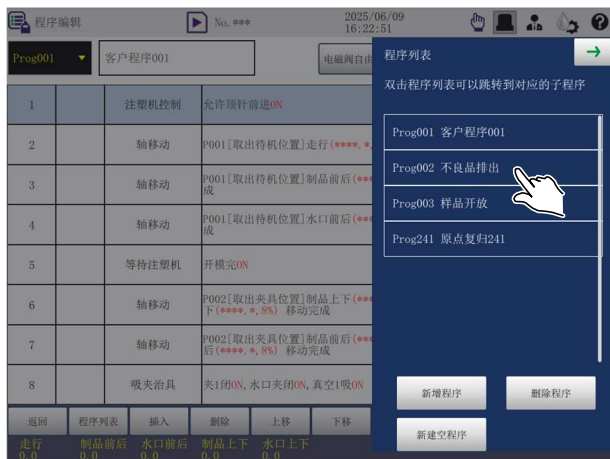 程序编辑
No. ***
2025/06/09
16:22:51
Prog001
客户程序001
电磁阀自由
1 注塑机控制 允许顶针前进ON
2 轴移动 P001[取出待机位置]走行(****.*,
3 轴移动 P001[取出待机位置]制品前后(***
成
4 轴移动 P001[取出待机位置]水口前后(***
成
5 等待注塑机 开模完ON
6 轴移动 P002[取出夹具位置]制品上下(***
下(****.*,8%) 移动完成
7 轴移动 P002[取出夹具位置]制品前后(***
后(****.*,8%) 移动完成
8 吸夹治具 夹1闭ON,水口夹闭ON,真空1吸ON
返回 程序列表 插入 删除 上移 下移
走行 制品前后 水口前后 制品上下 水口上下
0.0 0.0 0.0 0.0 0.0
程序列表
双击程序列表可以跳转到对应的子程序
Prog001 客户程序001
Prog002 不良品排出
Prog003 样品开放
Prog241 原点复归241
新增程序 删除程序
新建空程序